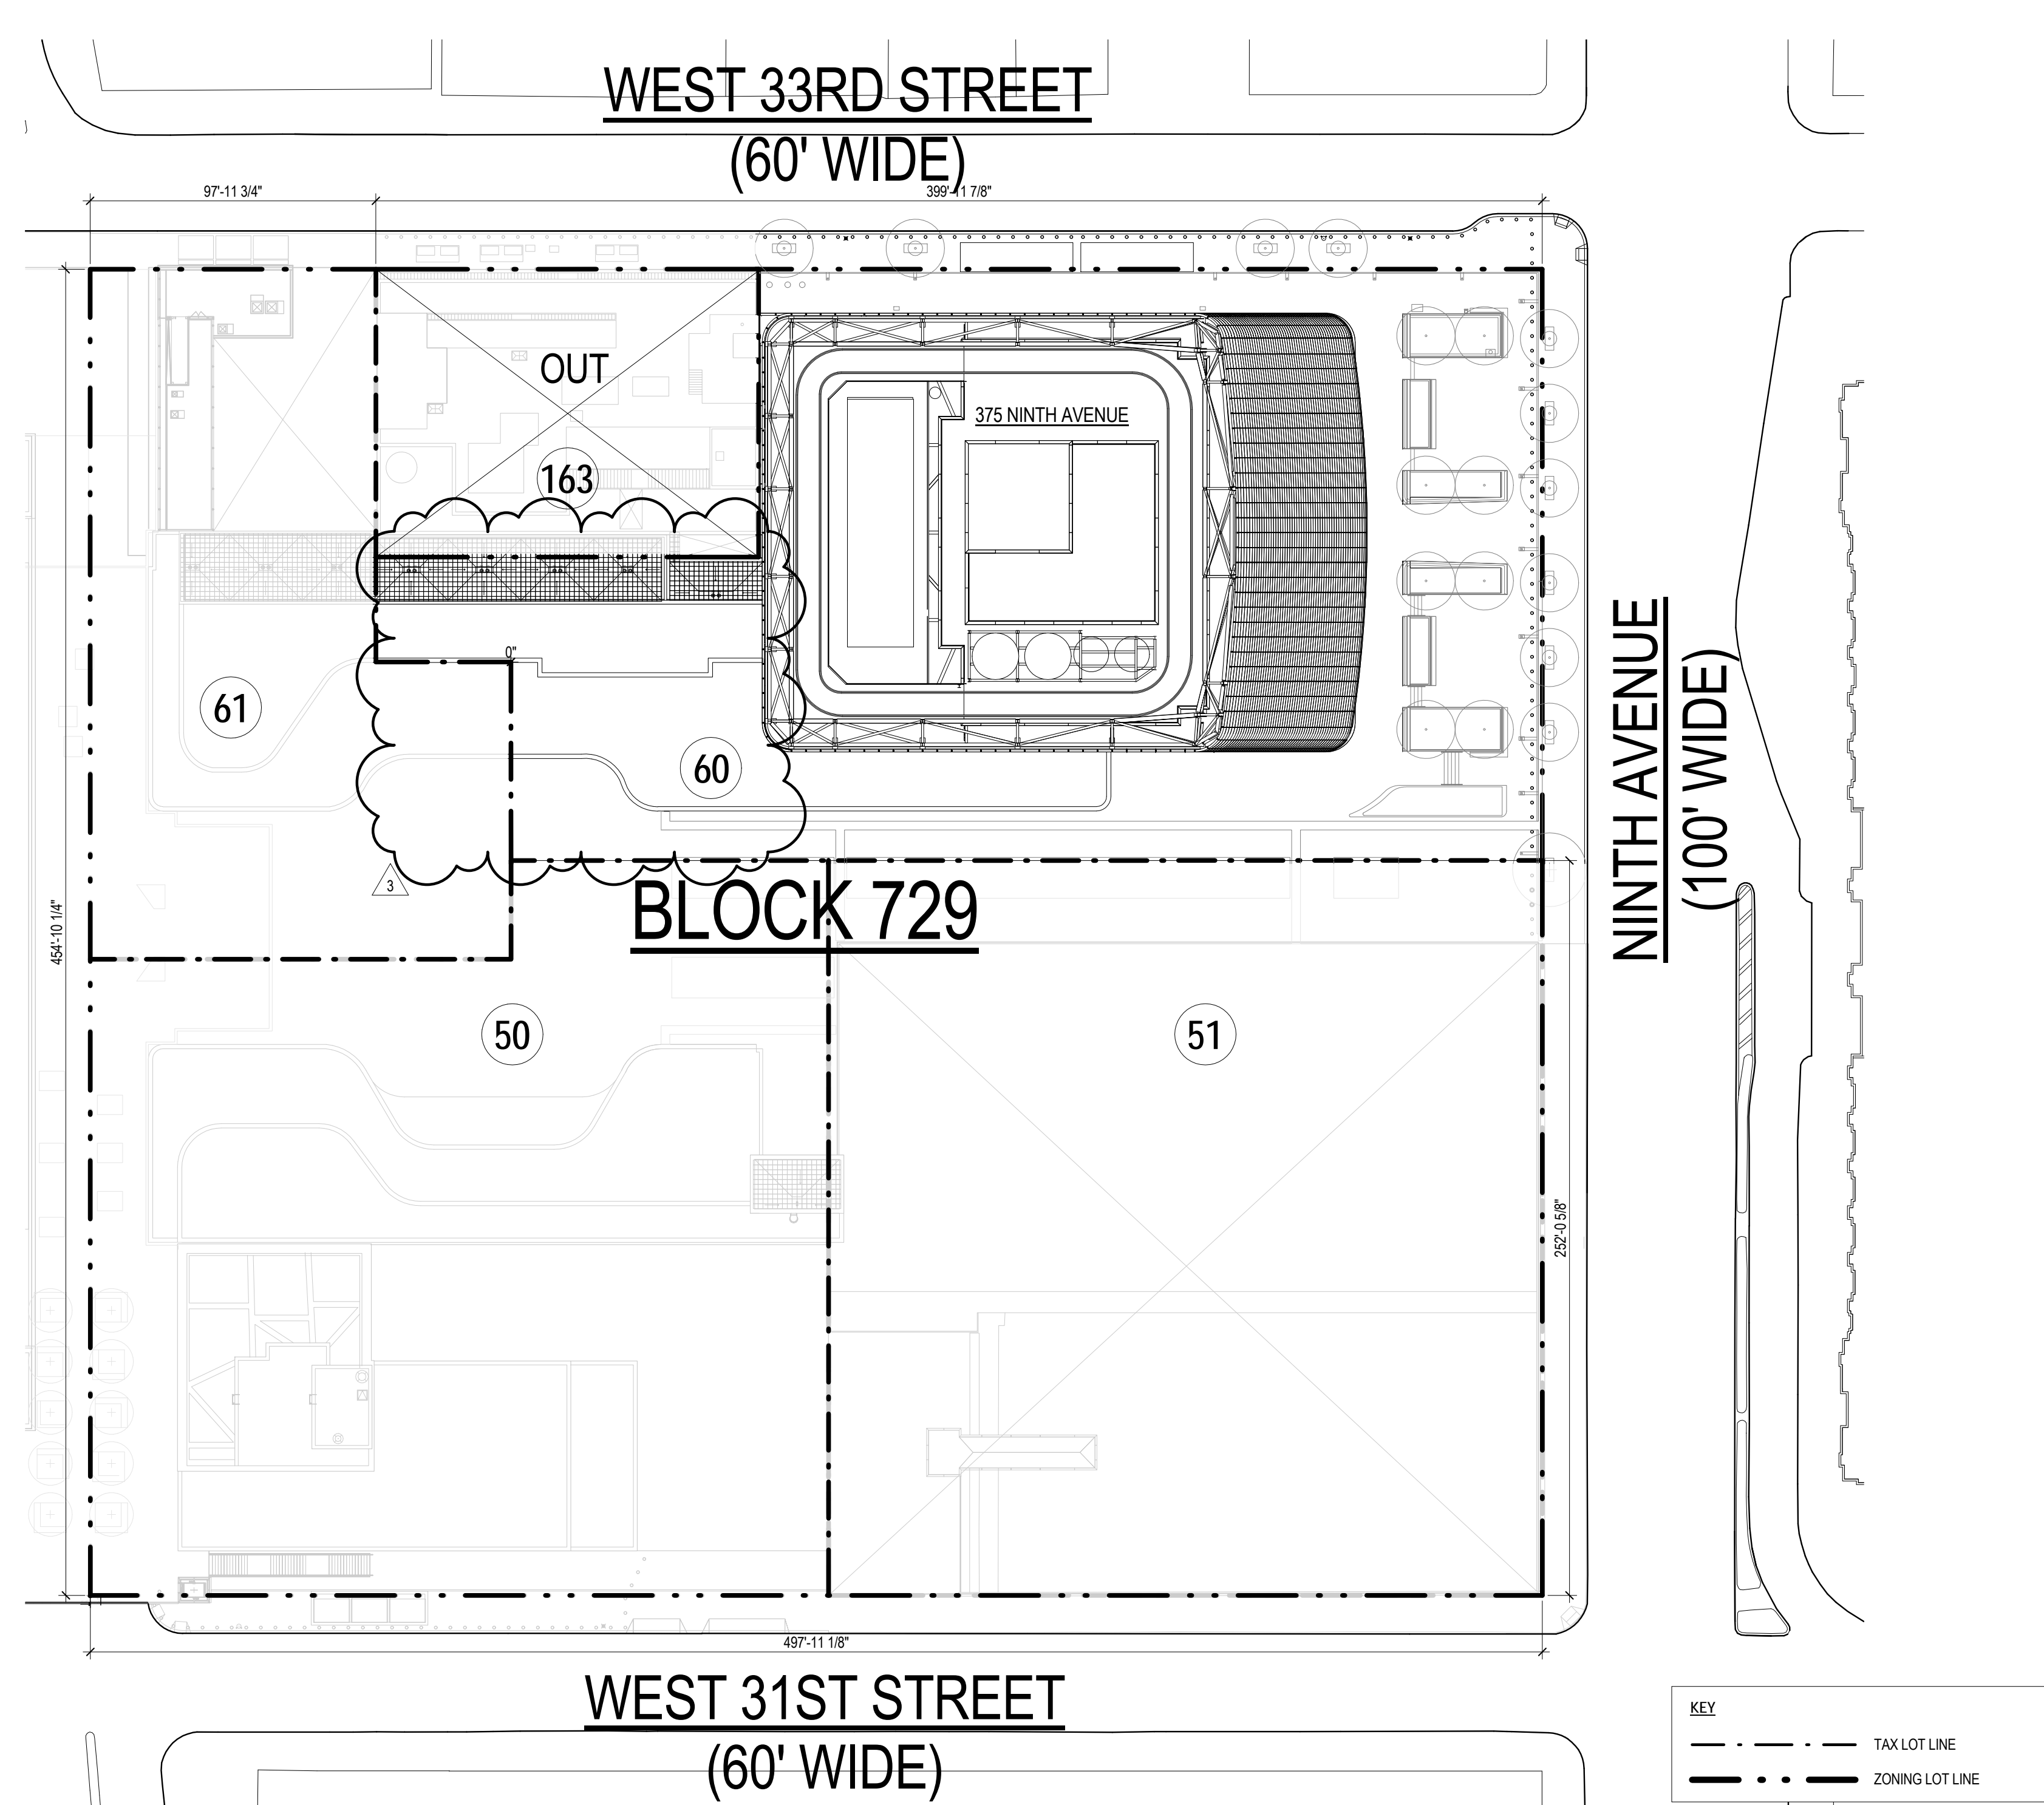 WEST 33RD STREET
(60' WIDE)
97'-11 3/4"
399'-11 7/8"
OUT
375 NINTH AVENUE
163
0"
61
60
NINTH AVENUE
(100' WIDE)
3
BLOCK 729
454'-10 1/4"
50
51
252'-0 5/8"
497'-11 1/8"
WEST 31ST STREET
(60' WIDE)
KEY
TAX LOT LINE
ZONING LOT LINE